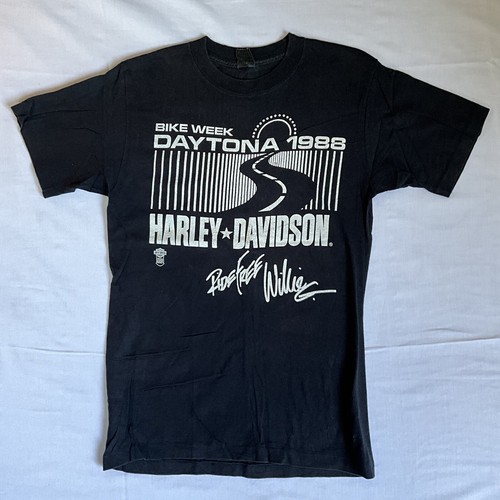 BIKE WEEK
DAYTONA 1988
HARLEY★DAVIDSON®
RIDE FREE Willie G.